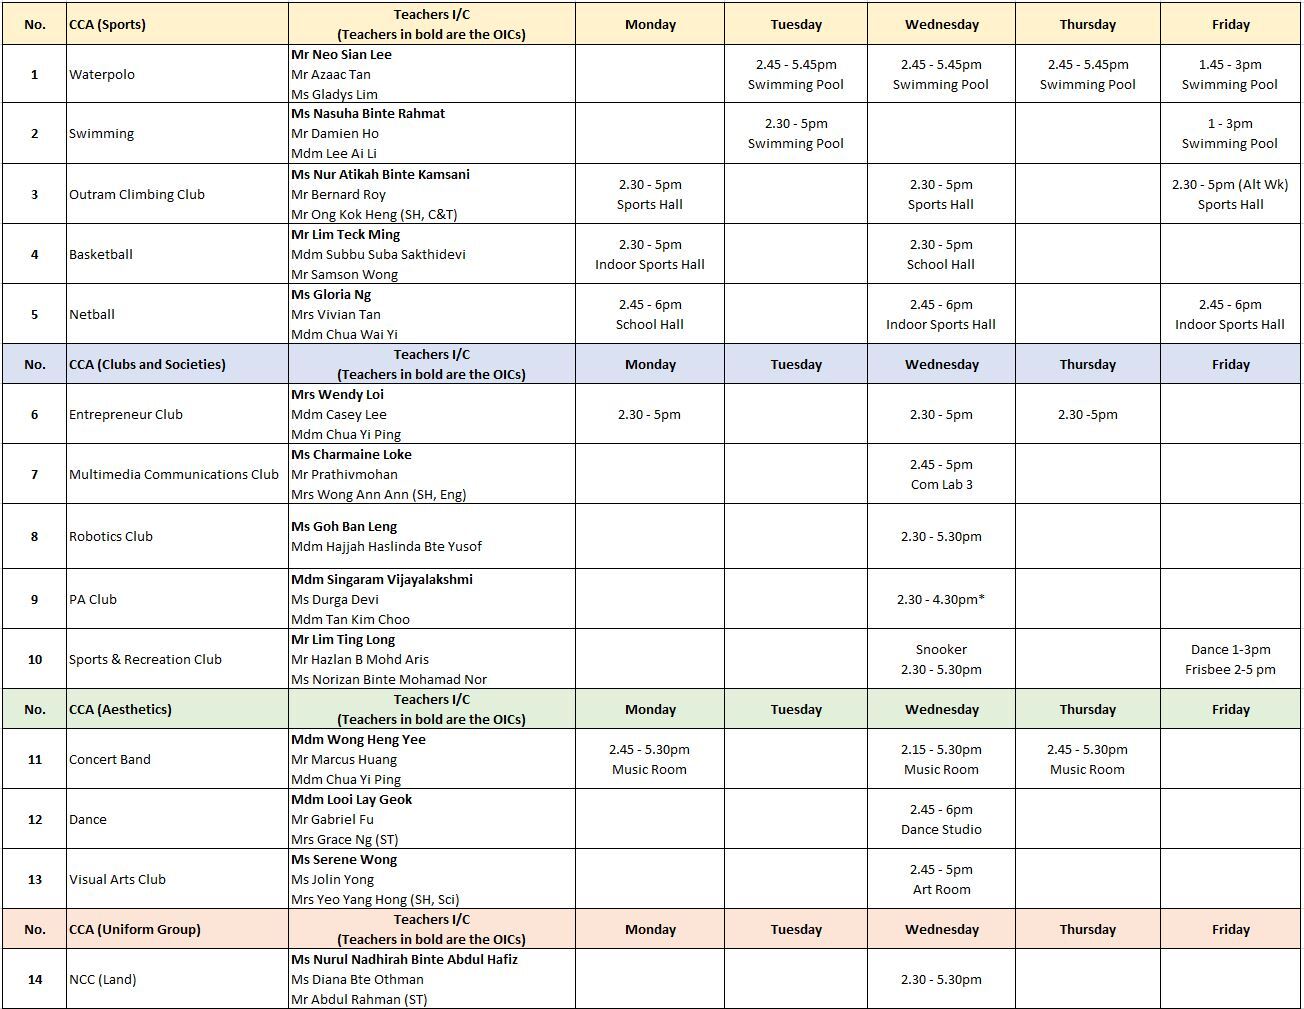 No. CCA (Sports) Teachers I/C (Teachers in bold are the OICs) Monday Tuesday Wednesday Thursday Friday
1 Waterpolo
Mr Neo Sian Lee
Mr Azaac Tan
Ms Gladys Lim
2.45 - 5.45pm Swimming Pool
2.45 - 5.45pm Swimming Pool
2.45 - 5.45pm Swimming Pool
1.45 - 3pm Swimming Pool
2 Swimming
Ms Nasuha Binte Rahmat
Mr Damien Ho
Mdm Lee Ai Li
2.30 - 5pm Swimming Pool
1 - 3pm Swimming Pool
3 Outram Climbing Club
Ms Nur Atikah Binte Kamsani
Mr Bernard Roy
Mr Ong Kok Heng (SH, C&T)
2.30 - 5pm Sports Hall
2.30 - 5pm Sports Hall
2.30 - 5pm (Alt Wk) Sports Hall
4 Basketball
Mr Lim Teck Ming
Mdm Subbu Suba Sakthidevi
Mr Samson Wong
2.30 - 5pm Indoor Sports Hall
2.30 - 5pm School Hall
5 Netball
Ms Gloria Ng
Mrs Vivian Tan
Mdm Chua Wai Yi
2.45 - 6pm School Hall
2.45 - 6pm Indoor Sports Hall
2.45 - 6pm Indoor Sports Hall
No. CCA (Clubs and Societies) Teachers I/C (Teachers in bold are the OICs) Monday Tuesday Wednesday Thursday Friday
6 Entrepreneur Club
Mrs Wendy Loi
Mdm Casey Lee
Mdm Chua Yi Ping
2.30 - 5pm
2.30 - 5pm
2.30 -5pm
7 Multimedia Communications Club
Ms Charmaine Loke
Mr Prathivmohan
Mrs Wong Ann Ann (SH, Eng)
2.45 - 5pm Com Lab 3
8 Robotics Club
Ms Goh Ban Leng
Mdm Hajjah Haslinda Bte Yusof
2.30 - 5.30pm
9 PA Club
Mdm Singaram Vijayalakshmi
Ms Durga Devi
Mdm Tan Kim Choo
2.30 - 4.30pm*
10 Sports & Recreation Club
Mr Lim Ting Long
Mr Hazlan B Mohd Aris
Ms Norizan Binte Mohamad Nor
Snooker 2.30 - 5.30pm
Dance 1-3pm
Frisbee 2-5 pm
No. CCA (Aesthetics) Teachers I/C (Teachers in bold are the OICs) Monday Tuesday Wednesday Thursday Friday
11 Concert Band
Mdm Wong Heng Yee
Mr Marcus Huang
Mdm Chua Yi Ping
2.45 - 5.30pm Music Room
2.15 - 5.30pm Music Room
2.45 - 5.30pm Music Room
12 Dance
Mdm Looi Lay Geok
Mr Gabriel Fu
Mrs Grace Ng (ST)
2.45 - 6pm Dance Studio
13 Visual Arts Club
Ms Serene Wong
Ms Jolin Yong
Mrs Yeo Yang Hong (SH, Sci)
2.45 - 5pm Art Room
No. CCA (Uniform Group) Teachers I/C (Teachers in bold are the OICs) Monday Tuesday Wednesday Thursday Friday
14 NCC (Land)
Ms Nurul Nadhirah Binte Abdul Hafiz
Ms Diana Bte Othman
Mr Abdul Rahman (ST)
2.30 - 5.30pm